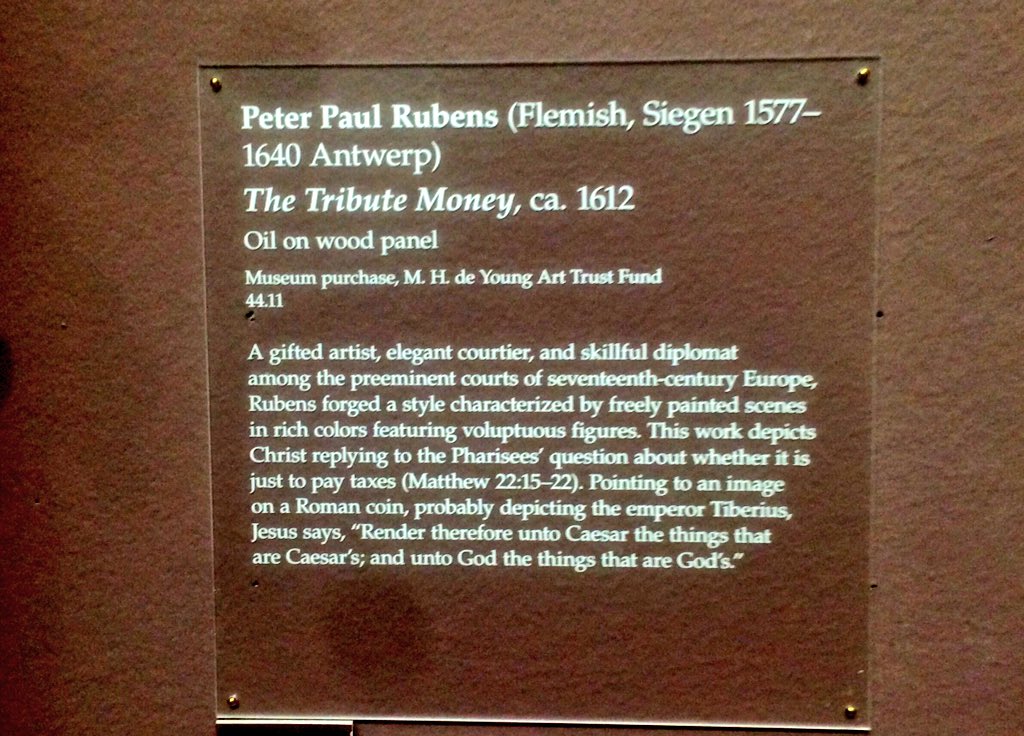 Peter Paul Rubens (Flemish, Siegen 1577–
1640 Antwerp)
The Tribute Money, ca. 1612
Oil on wood panel
Museum purchase, M. H. de Young Art Trust Fund
44.11
A gifted artist, elegant courtier, and skillful diplomat
among the preeminent courts of seventeenth-century Europe,
Rubens forged a style characterized by freely painted scenes
in rich colors featuring voluptuous figures. This work depicts
Christ replying to the Pharisees’ question about whether it is
just to pay taxes (Matthew 22:15–22). Pointing to an image
on a Roman coin, probably depicting the emperor Tiberius,
Jesus says, “Render therefore unto Caesar the things that
are Caesar’s; and unto God the things that are God’s.”